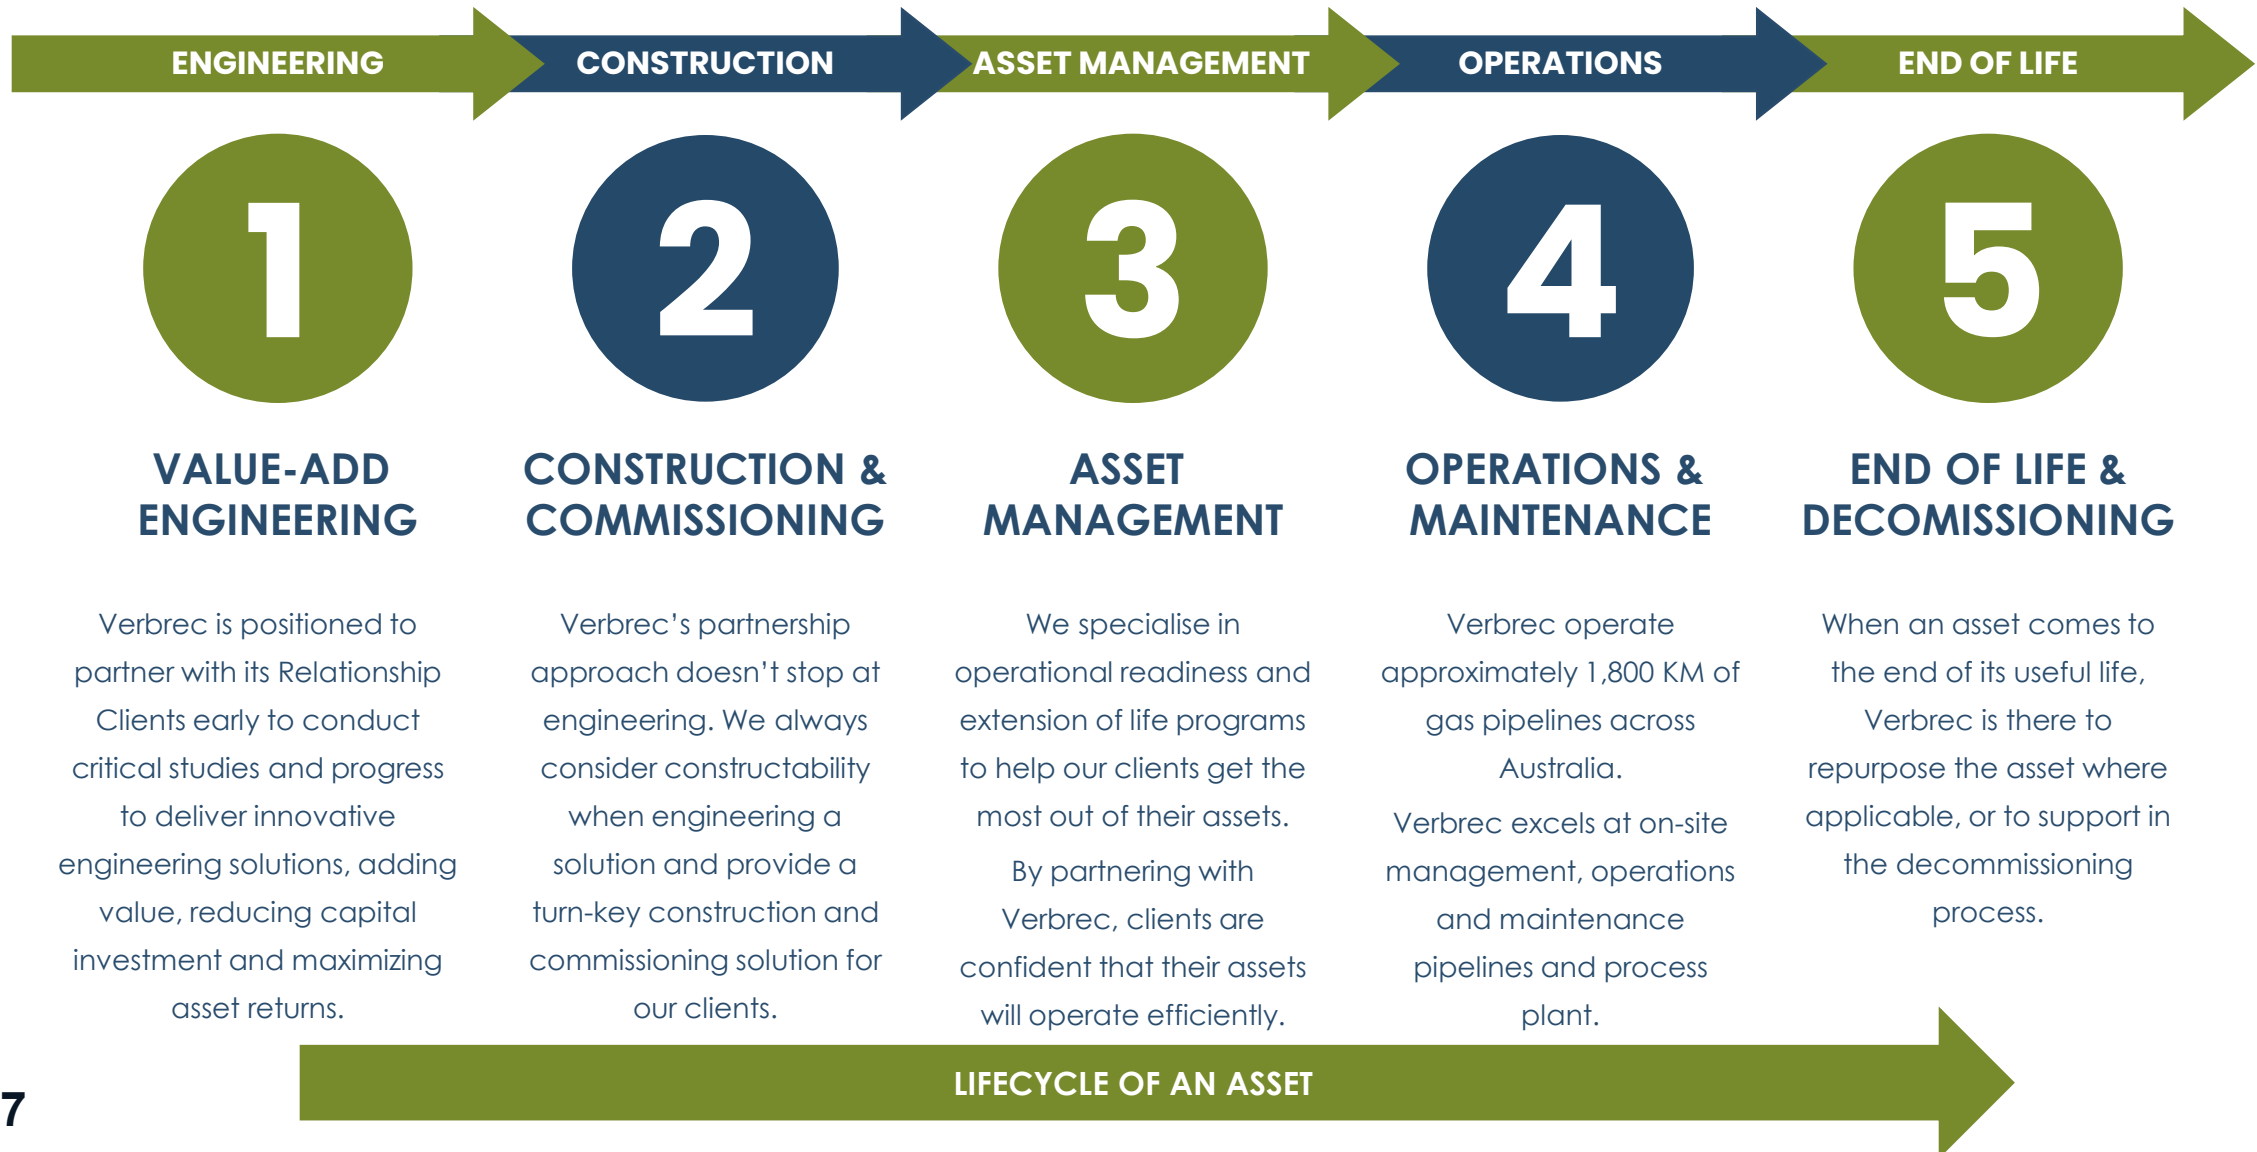 ENGINEERING
CONSTRUCTION
ASSET MANAGEMENT
OPERATIONS
END OF LIFE
1
2
3
4
5
VALUE-ADD
ENGINEERING
Verbrec is positioned to
partner with its Relationship
Clients early to conduct
critical studies and progress
to deliver innovative
engineering solutions, adding
value, reducing capital
investment and maximizing
asset returns.
CONSTRUCTION &
COMMISSIONING
Verbrec’s partnership
approach doesn’t stop at
engineering. We always
consider constructability
when engineering a
solution and provide a
turn-key construction and
commissioning solution for
our clients.
ASSET
MANAGEMENT
We specialise in
operational readiness and
extension of life programs
to help our clients get the
most out of their assets.
By partnering with
Verbrec, clients are
confident that their assets
will operate efficiently.
OPERATIONS &
MAINTENANCE
Verbrec operate
approximately 1,800 KM of
gas pipelines across
Australia.
Verbrec excels at on-site
management, operations
and maintenance
pipelines and process
plant.
END OF LIFE &
DECOMISSIONING
When an asset comes to
the end of its useful life,
Verbrec is there to
repurpose the asset where
applicable, or to support in
the decommissioning
process.
LIFECYCLE OF AN ASSET
7